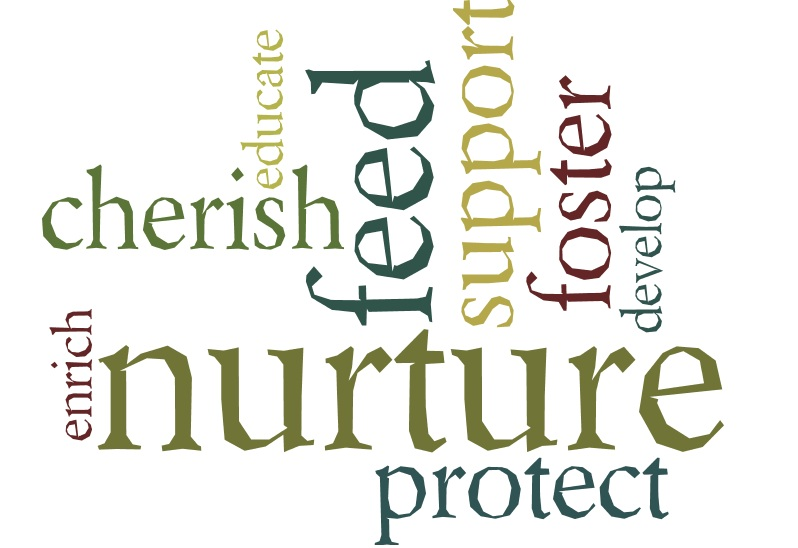 educate
feed
support
foster
develop
cherish
enrich
nurture
protect